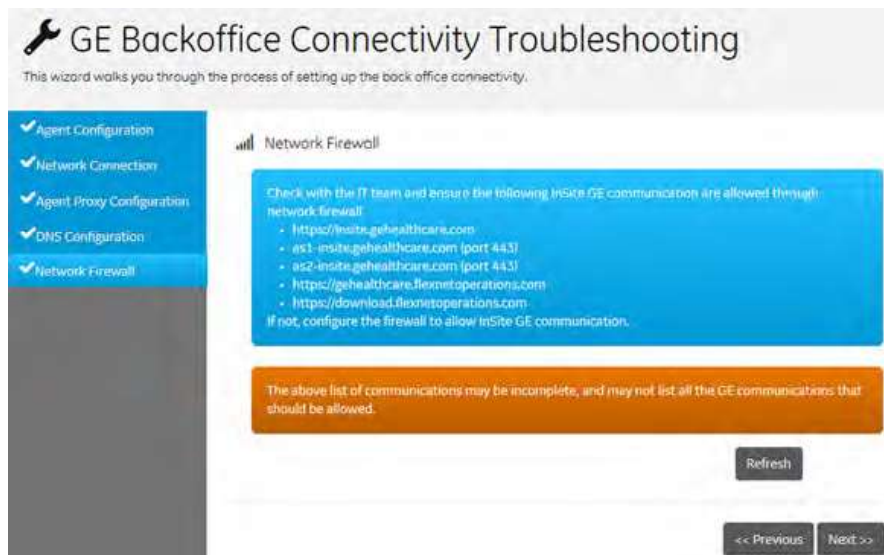 GE Backoffice Connectivity Troubleshooting
This wizard walks you through the process of setting up the back office connectivity.
Agent Configuration
Network Connection
Agent Proxy Configuration
DNS Configuration
Network Firewall
Network Firewall
Check with the IT team and ensure the following InSite GE communication are allowed through
network firewall
https://insite.gehealthcare.com
as1-insite.gehealthcare.com (port 443)
as2-insite.gehealthcare.com (port 443)
https://gehealthcare.flexnetoperations.com
https://download.flexnetoperations.com
If not, configure the firewall to allow InSite GE communication.
The above list of communications may be incomplete, and may not list all the GE communications that
should be allowed.
Refresh
<< Previous
Next >>